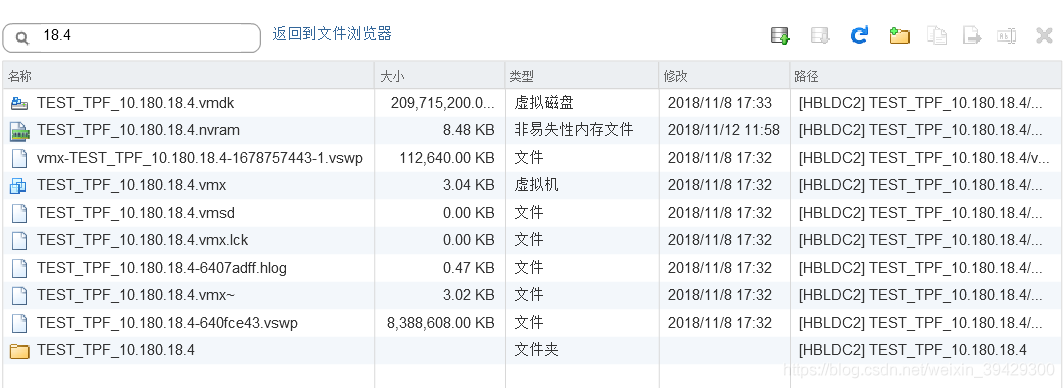 18.4 返回到文件浏览器
名称 大小 类型 修改 路径
TEST_TPF_10.180.18.4.vmdk 209,715,200.0... 虚拟磁盘 2018/11/8 17:33 [HBLDC2] TEST_TPF_10.180.18.4/...
TEST_TPF_10.180.18.4.nvram 8.48 KB 非易失性内存文件 2018/11/12 11:58 [HBLDC2] TEST_TPF_10.180.18.4/...
vmx-TEST_TPF_10.180.18.4-1678757443-1.vswp 112,640.00 KB 文件 2018/11/8 17:32 [HBLDC2] TEST_TPF_10.180.18.4/v...
TEST_TPF_10.180.18.4.vmx 3.04 KB 虚拟机 2018/11/8 17:32 [HBLDC2] TEST_TPF_10.180.18.4/...
TEST_TPF_10.180.18.4.vmsd 0.00 KB 文件 2018/11/8 17:32 [HBLDC2] TEST_TPF_10.180.18.4/...
TEST_TPF_10.180.18.4.vmx.lck 0.00 KB 文件 2018/11/8 17:32 [HBLDC2] TEST_TPF_10.180.18.4/...
TEST_TPF_10.180.18.4-6407adff.hlog 0.47 KB 文件 2018/11/8 17:32 [HBLDC2] TEST_TPF_10.180.18.4/...
TEST_TPF_10.180.18.4.vmx~ 3.02 KB 文件 2018/11/8 17:32 [HBLDC2] TEST_TPF_10.180.18.4/...
TEST_TPF_10.180.18.4-640fce43.vswp 8,388,608.00 KB 文件 2018/11/8 17:32 [HBLDC2] TEST_TPF_10.180.18.4/...
TEST_TPF_10.180.18.4 文件夹 [HBLDC2] TEST_TPF_10.180.18.4
https://blog.csdn.net/weixin_39429300